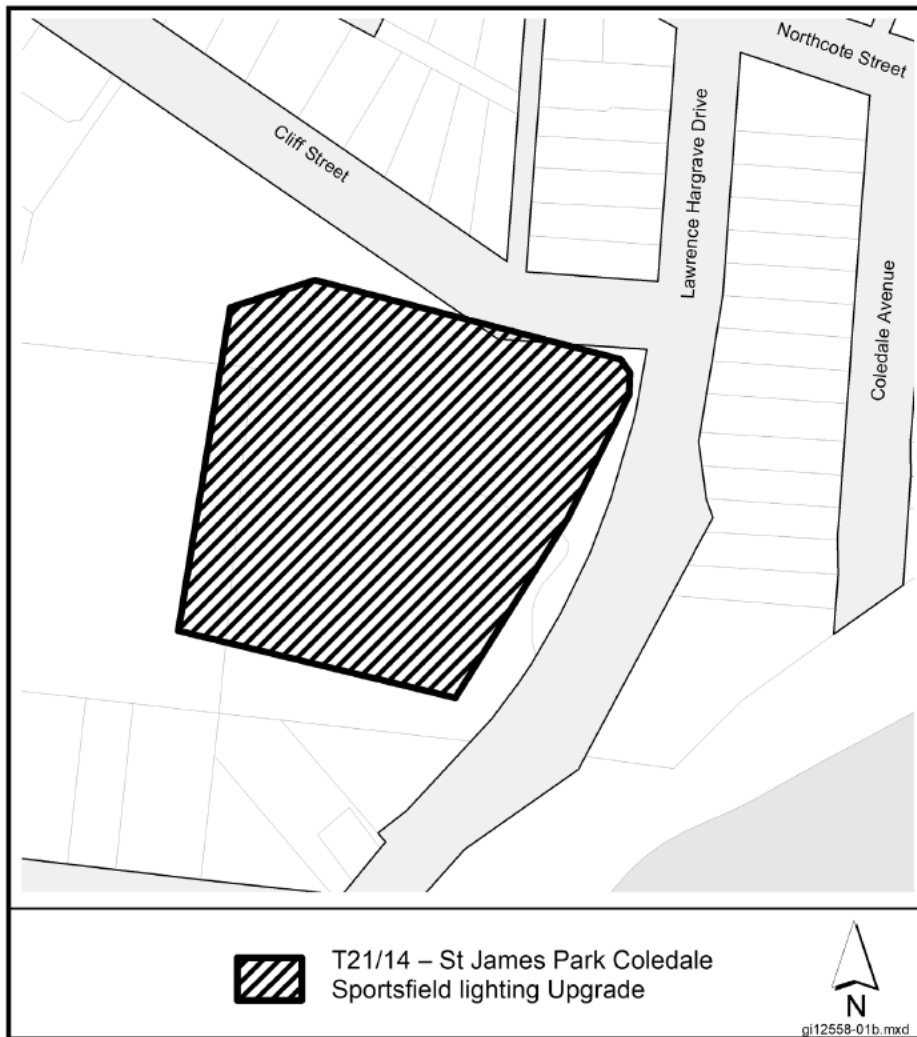 Northcote Street
Cliff Street
Lawrence Hargrave Drive
Coledale Avenue
T21/14 – St James Park Coledale
Sportsfield lighting Upgrade
N
gi12558-01b.mxd